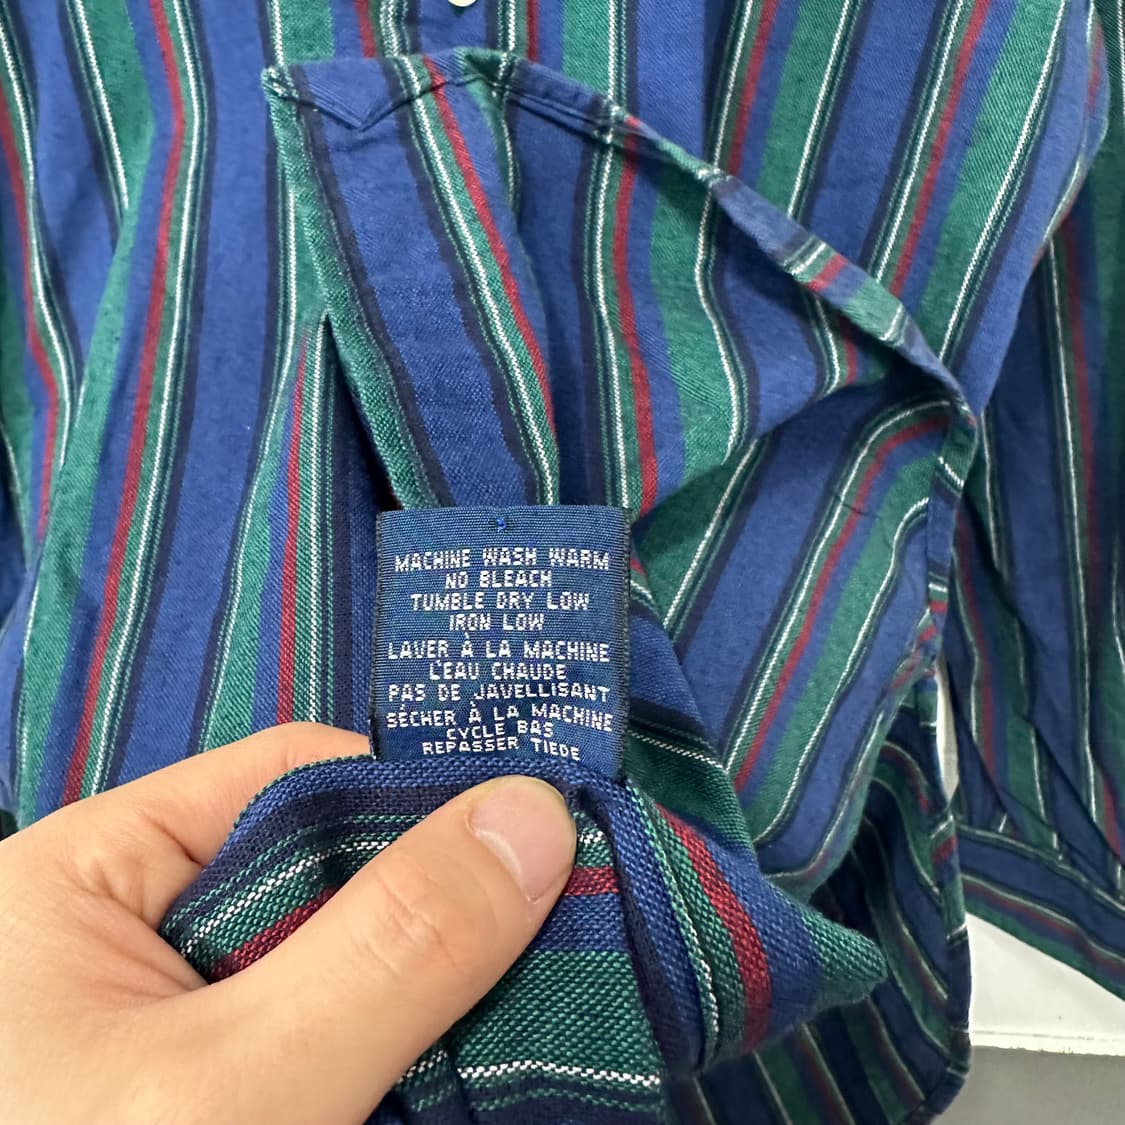 MACHINE WASH WARM
NO BLEACH
TUMBLE DRY LOW
IRON LOW
LAVER À LA MACHINE
L'EAU CHAUDE
PAS DE JAVELLISANT
SÉCHER À LA MACHINE
CYCLE BAS
REPASSER TIEDE